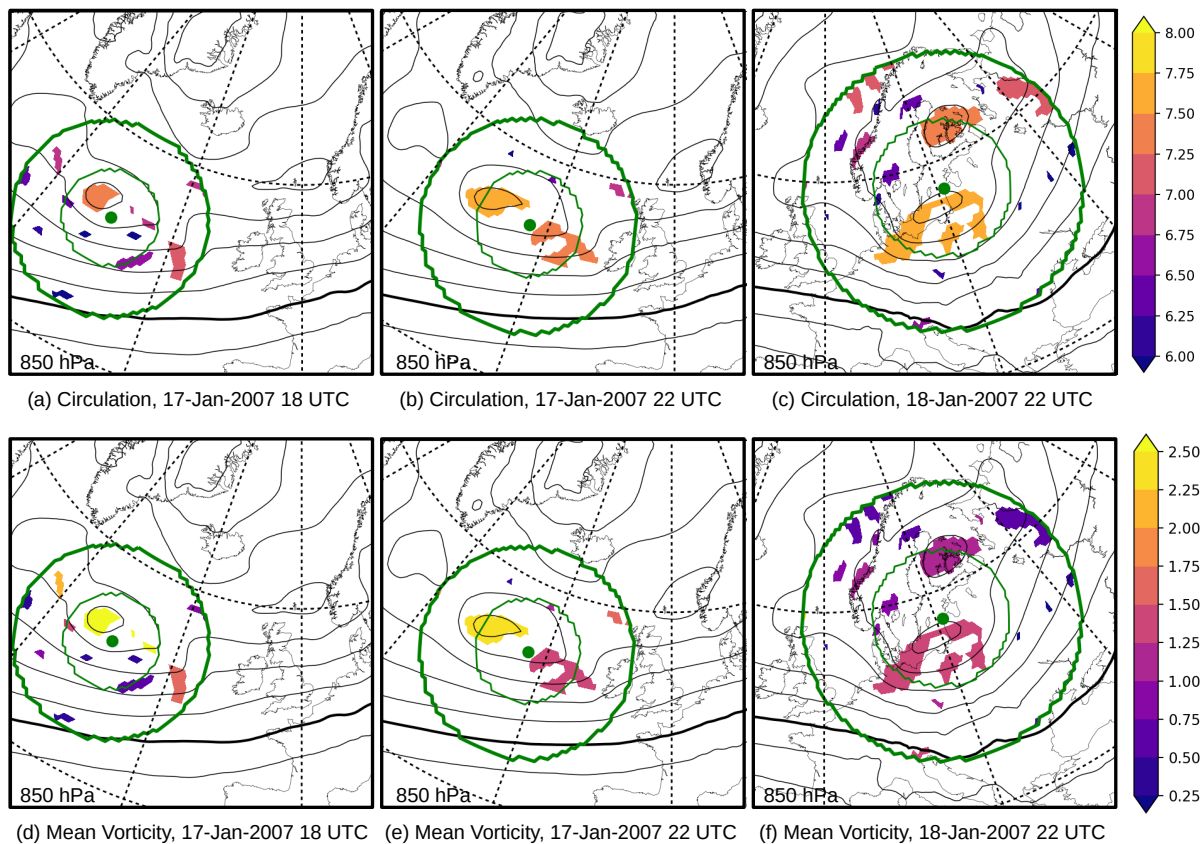 850 hPa
850 hPa
850 hPa
8.00
7.75
7.50
7.25
7.00
6.75
6.50
6.25
6.00
(a) Circulation, 17-Jan-2007 18 UTC
(b) Circulation, 17-Jan-2007 22 UTC
(c) Circulation, 18-Jan-2007 22 UTC
850 hPa
850 hPa
850 hPa
2.50
2.25
2.00
1.75
1.50
1.25
1.00
0.75
0.50
0.25
(d) Mean Vorticity, 17-Jan-2007 18 UTC
(e) Mean Vorticity, 17-Jan-2007 22 UTC
(f) Mean Vorticity, 18-Jan-2007 22 UTC